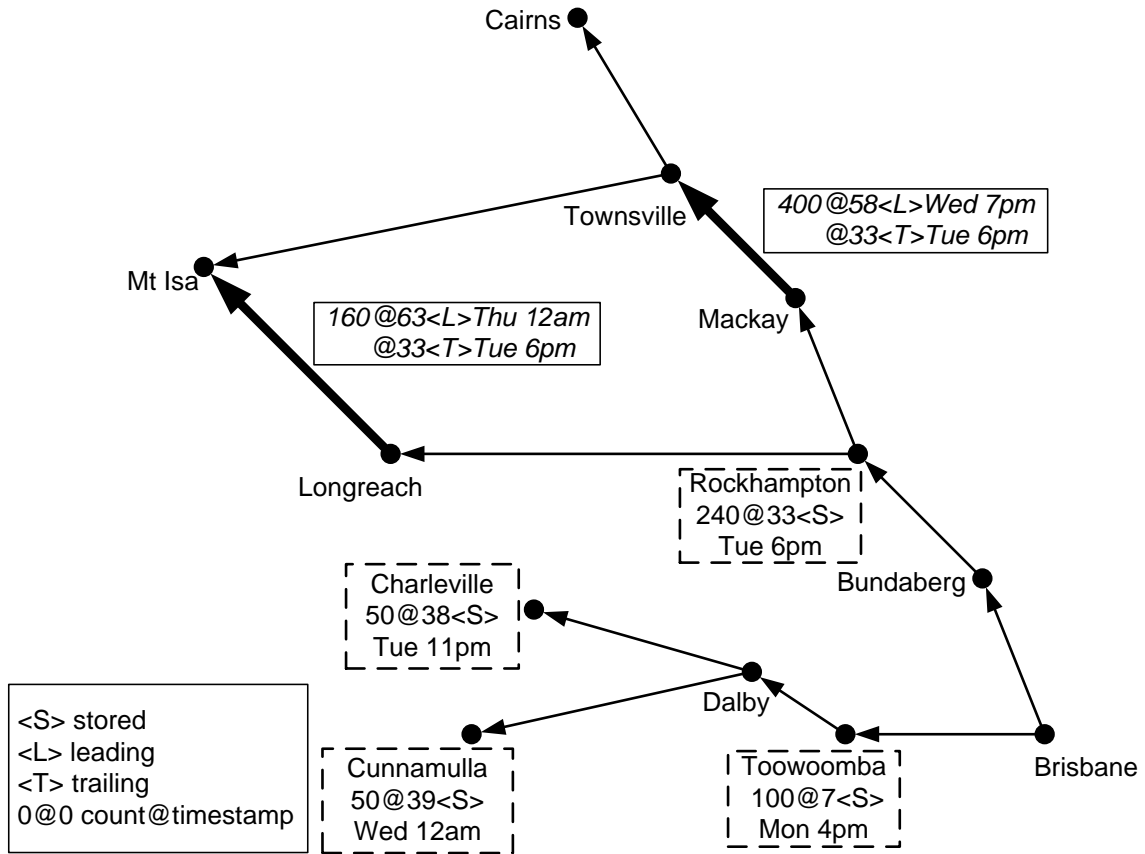 Cairns
Townsville
400@58<L>Wed 7pm
@33<T>Tue 6pm
Mt Isa
160@63<L>Thu 12am
@33<T>Tue 6pm
Mackay
Longreach
Rockhampton
240@33<S>
Tue 6pm
Bundaberg
Charleville
50@38<S>
Tue 11pm
Dalby
<S> stored
<L> leading
<T> trailing
0@0 count@timestamp
Cunnamulla
50@39<S>
Wed 12am
Toowoomba
100@7<S>
Mon 4pm
Brisbane